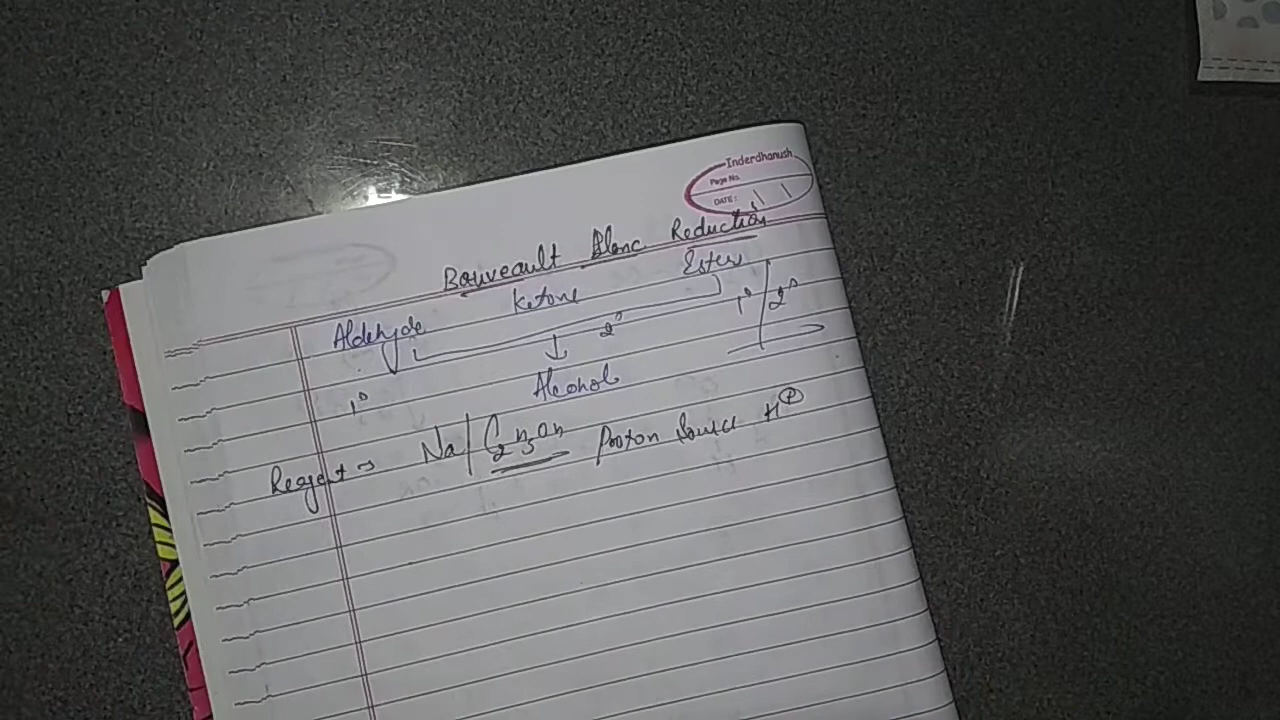 Inderdhanush
Page No.
DATE:
Bouveault Blanc Reduction
Aldehyde Ketone Ester
1° 2° 1°/2°
Alcohol
Reagent → Na/C2H5OH Proton Source H⊕